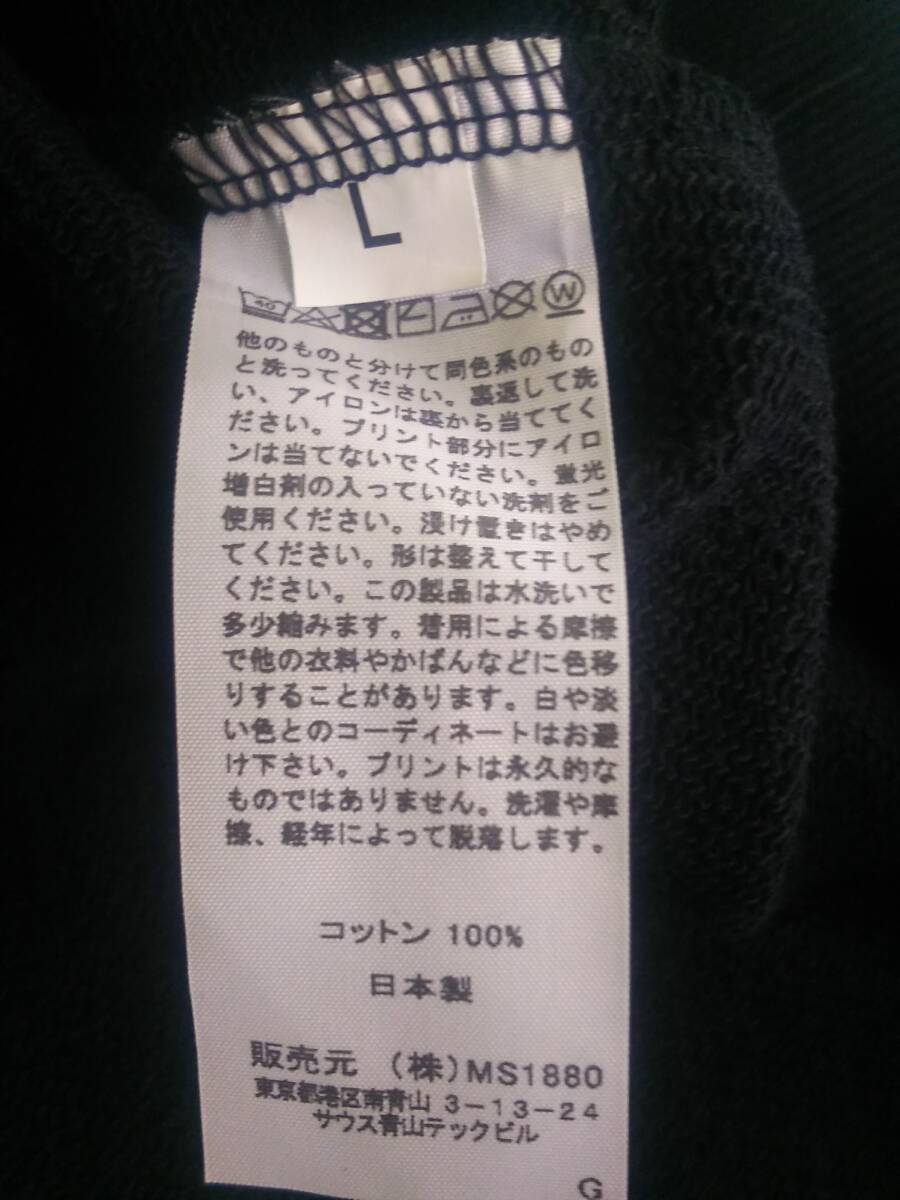 L
40
W
他のものと分けて同色系のもの
と洗ってください。裏返して洗
い、アイロンは裏から当ててく
ださい。プリント部分にアイロ
ンは当てないでください。蛍光
増白剤の入っていない洗剤をご
使用ください。浸け置きはやめ
てください。形は整えて干して
ください。この製品は水洗いで
多少縮みます。着用による摩擦
で他の衣料やかばんなどに色移
りすることがあります。白や淡
い色とのコーディネートはお避
け下さい。プリントは永久的な
ものではありません。洗濯や摩
擦、経年によって脱落します。
コットン 100%
日本製
販売元 (株)MS1880
東京都港区南青山 3-13-24
サウス青山テックビル
G